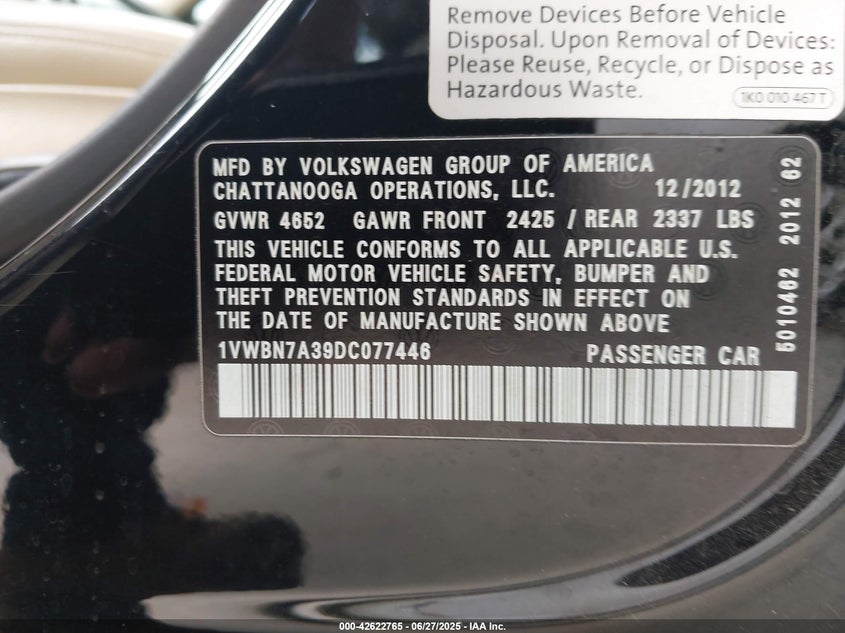 Remove Devices Before Vehicle
Disposal. Upon Removal of Devices:
Please Reuse, Recycle, or Dispose as
Hazardous Waste.
1K0 010 467 T
MFD BY VOLKSWAGEN GROUP OF AMERICA
CHATTANOOGA OPERATIONS, LLC. 12/2012
GVWR 4652 GAWR FRONT 2425 / REAR 2337 LBS
THIS VEHICLE CONFORMS TO ALL APPLICABLE U.S.
FEDERAL MOTOR VEHICLE SAFETY, BUMPER AND
THEFT PREVENTION STANDARDS IN EFFECT ON
THE DATE OF MANUFACTURE SHOWN ABOVE
1VWBN7A39DC077446 PASSENGER CAR
5010462 2012 62
000-42622765 - 06/27/2025 - IAA Inc.